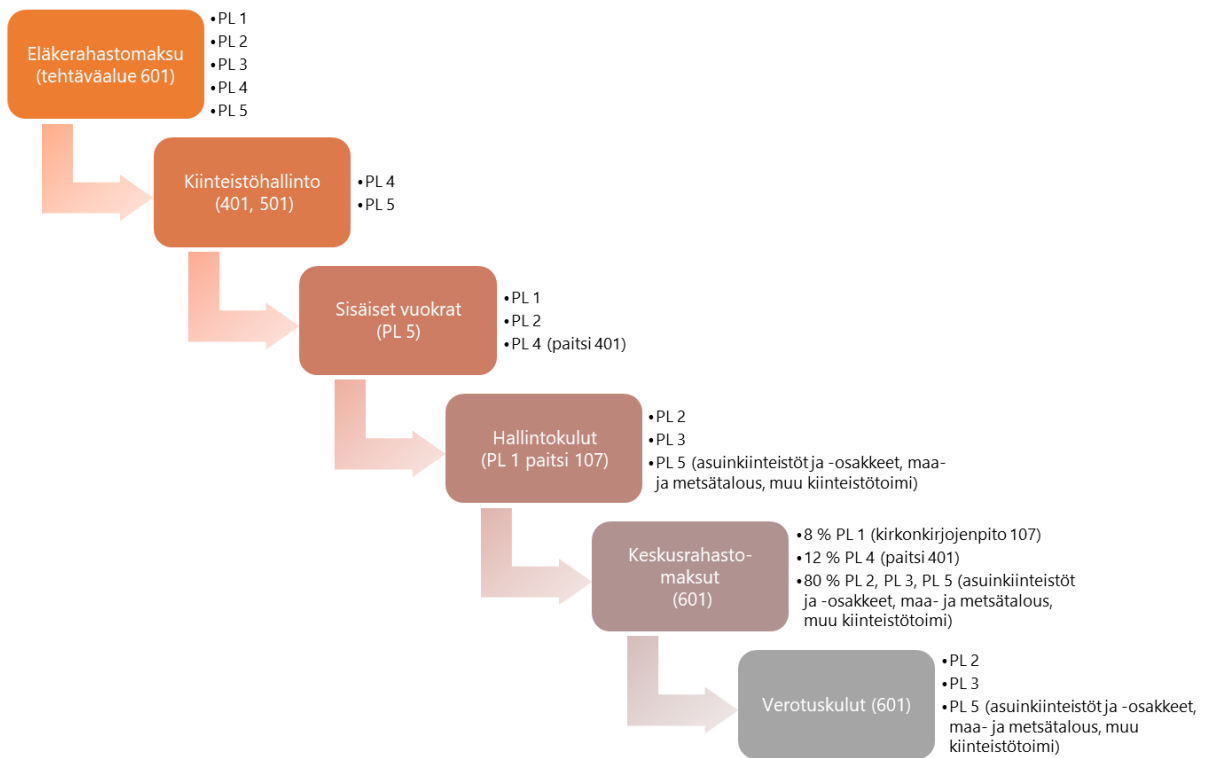 Eläkerahastomaksu
(tehtäväalue 601)
•PL 1
•PL 2
•PL 3
•PL 4
•PL 5
Kiinteistöhallinto
(401, 501)
•PL 4
•PL 5
Sisäiset vuokrat
(PL 5)
•PL 1
•PL 2
•PL 4 (paitsi 401)
Hallintokulut
(PL 1 paitsi 107)
•PL 2
•PL 3
•PL 5 (asuinkiinteistöt ja -osakkeet, maa-
ja metsätalous, muu kiinteistötoimi)
Keskusrahasto-
maksut
(601)
•8 % PL 1 (kirkonkirjojenpito 107)
•12 % PL 4 (paitsi 401)
•80 % PL 2, PL 3, PL 5 (asuinkiinteistöt
ja -osakkeet, maa- ja metsätalous,
muu kiinteistötoimi)
Verotuskulut (601)
•PL 2
•PL 3
•PL 5 (asuinkiinteistöt ja -osakkeet,
maa- ja metsätalous, muu
kiinteistötoimi)